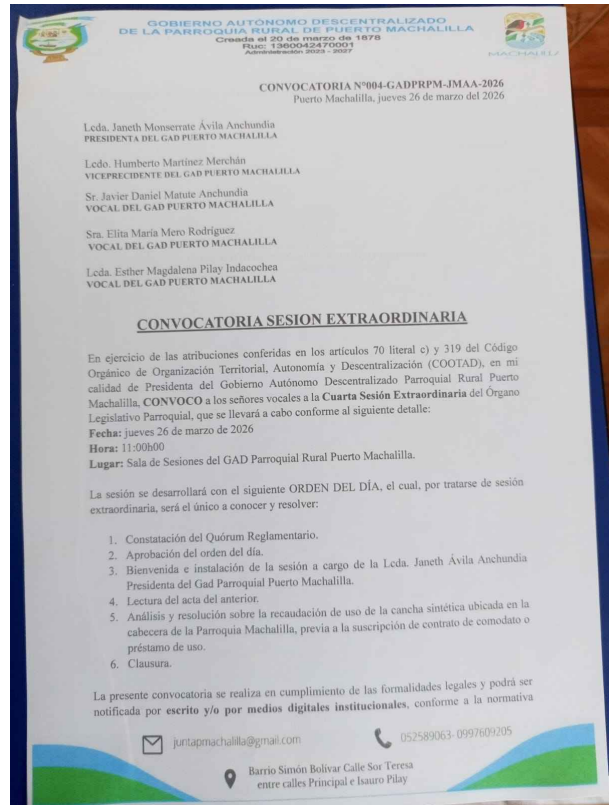 GOBIERNO AUTÓNOMO DESCENTRALIZADO
DE LA PARROQUIA RURAL DE PUERTO MACHALILLA
Creada el 20 de marzo de 1878
Ruc: 1360042470001
Administración 2023 - 2027
MACHALILLA
CONVOCATORIA N°004-GADPRPM-JMAA-2026
Puerto Machalilla, jueves 26 de marzo del 2026
Lcda. Janeth Monserrate Ávila Anchundia
PRESIDENTA DEL GAD PUERTO MACHALILLA
Lcdo. Humberto Martínez Merchán
VICEPRECIDENTE DEL GAD PUERTO MACHALILLA
Sr. Javier Daniel Matute Anchundia
VOCAL DEL GAD PUERTO MACHALILLA
Sra. Elita María Mero Rodríguez
VOCAL DEL GAD PUERTO MACHALILLA
Lcda. Esther Magdalena Pilay Indacochea
VOCAL DEL GAD PUERTO MACHALILLA
CONVOCATORIA SESION EXTRAORDINARIA
En ejercicio de las atribuciones conferidas en los artículos 70 literal c) y 319 del Código
Orgánico de Organización Territorial, Autonomía y Descentralización (COOTAD), en mi
calidad de Presidenta del Gobierno Autónomo Descentralizado Parroquial Rural Puerto
Machalilla, CONVOCO a los señores vocales a la Cuarta Sesión Extraordinaria del Órgano
Legislativo Parroquial, que se llevará a cabo conforme al siguiente detalle:
Fecha: jueves 26 de marzo de 2026
Hora: 11:00h00
Lugar: Sala de Sesiones del GAD Parroquial Rural Puerto Machalilla.
La sesión se desarrollará con el siguiente ORDEN DEL DÍA, el cual, por tratarse de sesión
extraordinaria, será el único a conocer y resolver:
1. Constatación del Quórum Reglamentario.
2. Aprobación del orden del día.
3. Bienvenida e instalación de la sesión a cargo de la Lcda. Janeth Ávila Anchundia
Presidenta del Gad Parroquial Puerto Machalilla.
4. Lectura del acta del anterior.
5. Análisis y resolución sobre la recaudación de uso de la cancha sintética ubicada en la
cabecera de la Parroquia Machalilla, previa a la suscripción de contrato de comodato o
préstamo de uso.
6. Clausura.
La presente convocatoria se realiza en cumplimiento de las formalidades legales y podrá ser
notificada por escrito y/o por medios digitales institucionales, conforme a la normativa
juntapmachalilla@gmail.com
052589063- 0997609205
Barrio Simón Bolívar Calle Sor Teresa
entre calles Principal e Isauro Pilay